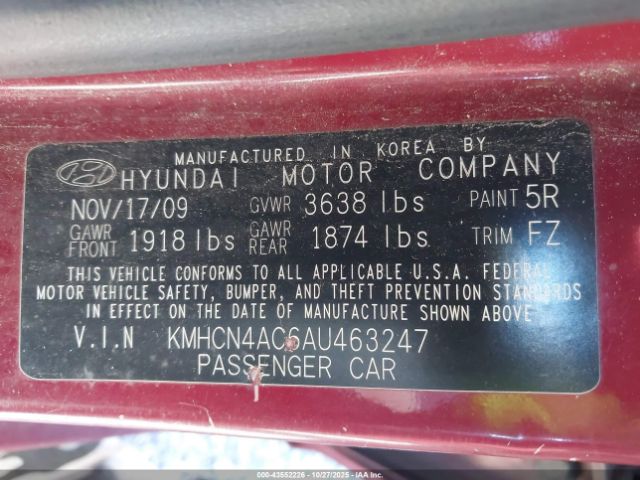 MANUFACTURED IN KOREA BY
HYUNDAI MOTOR COMPANY
NOV/17/09 GVWR 3638 lbs PAINT 5R
GAWR FRONT 1918 lbs GAWR REAR 1874 lbs TRIM FZ
THIS VEHICLE CONFORMS TO ALL APPLICABLE U.S.A. FEDERAL
MOTOR VEHICLE SAFETY, BUMPER, AND THEFT PREVENTION STANDARDS
IN EFFECT ON THE DATE OF MANUFACTURE SHOWN ABOVE.
V.I.N KMHCN4AC6AU463247
PASSENGER CAR
000-43552226 - 10/27/2025 - IAA, Inc.